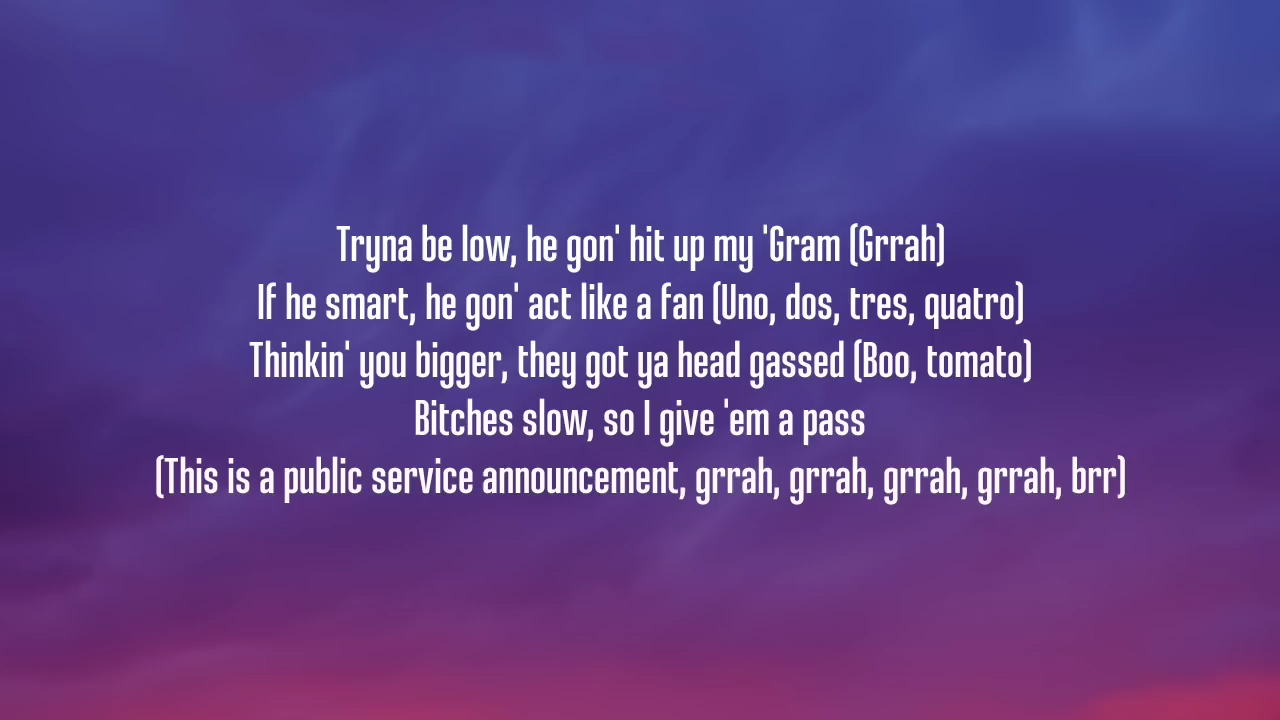 Tryna be low, he gon' hit up my 'Gram (Grrah)
If he smart, he gon' act like a fan (Uno, dos, tres, quatro)
Thinkin' you bigger, they got ya head gassed (Boo, tomato)
Bitches slow, so I give 'em a pass
(This is a public service announcement, grrah, grrah, grrah, grrah, brr)